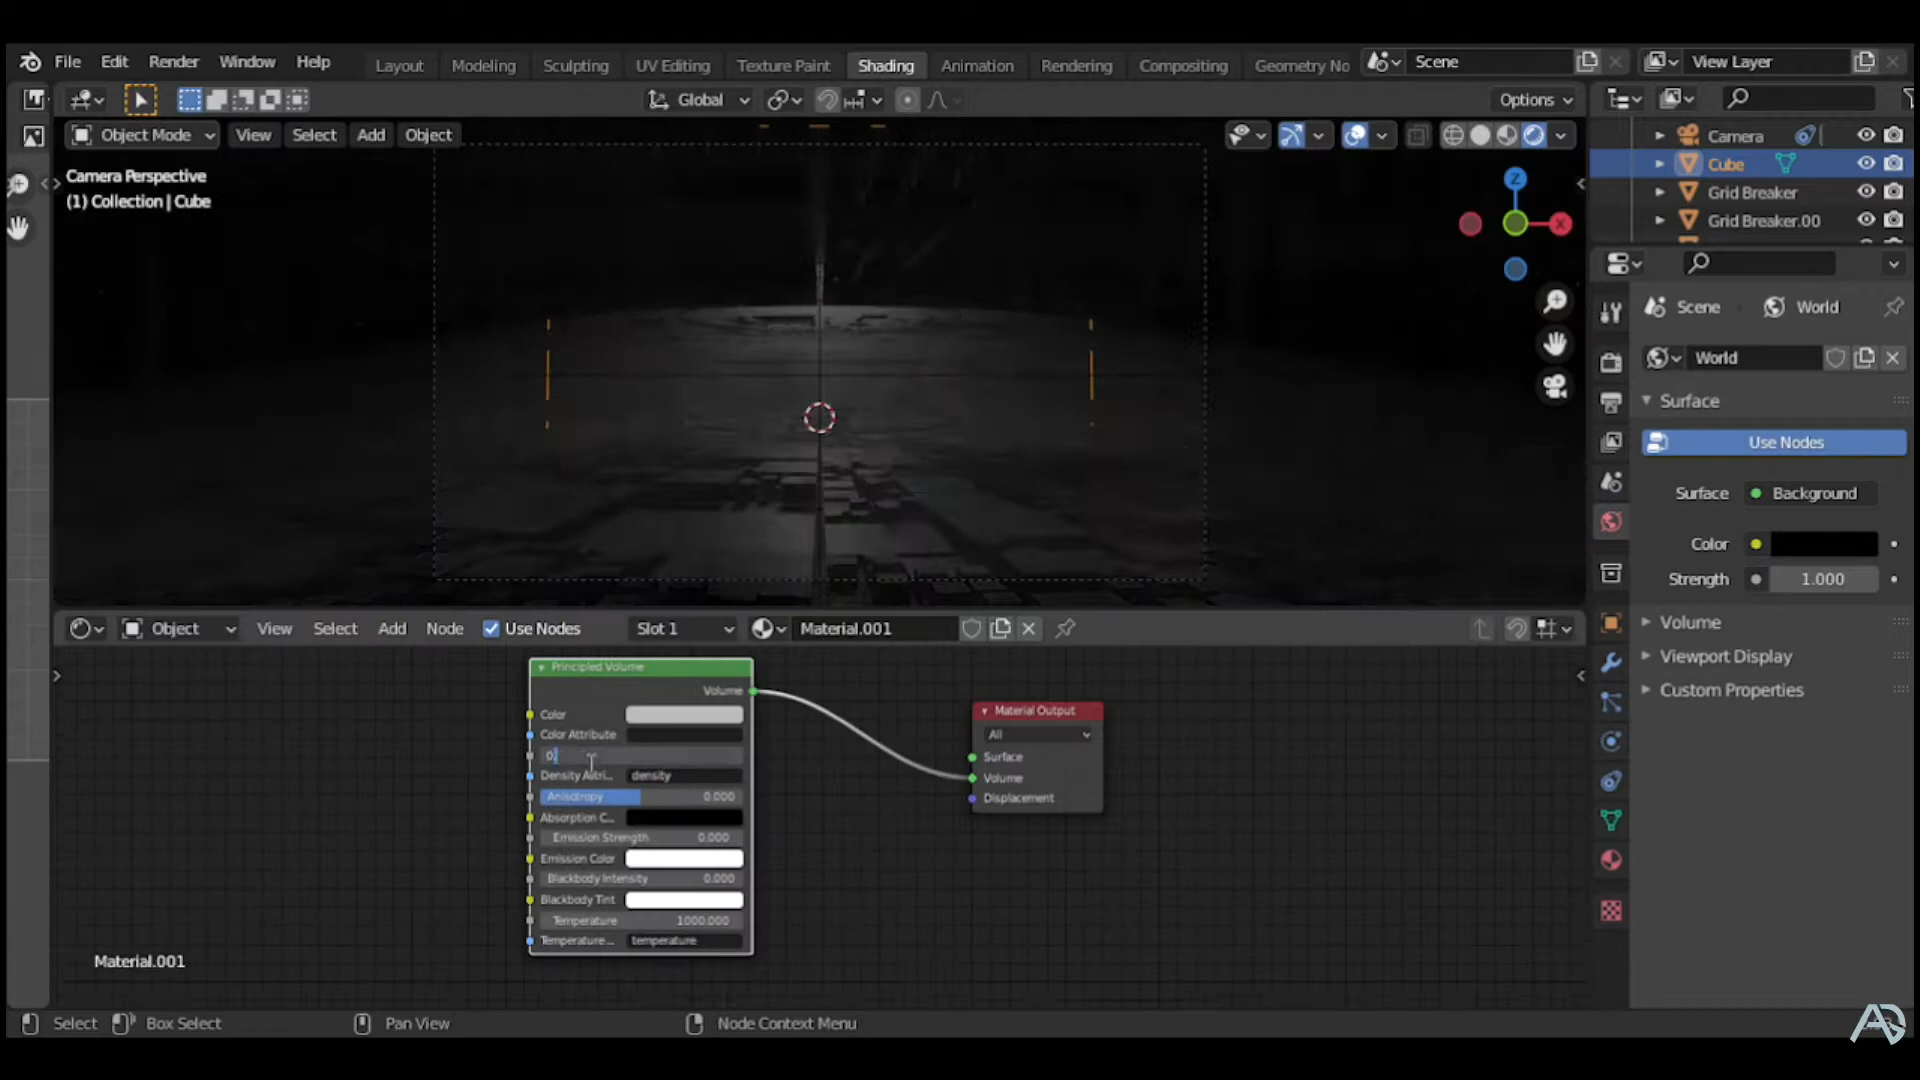 File Edit Render Window Help Layout Modeling Sculpting UV Editing Texture Paint Shading Animation Rendering Compositing Geometry No Scene View Layer
Global Options
Object Mode View Select Add Object
Camera
Cube
Grid Breaker
Grid Breaker.00
Camera Perspective
(1) Collection | Cube
Z
X
Scene World
World
Surface
Use Nodes
Surface Background
Color
Strength 1.000
Volume
Viewport Display
Custom Properties
Object View Select Add Node Use Nodes Slot 1 Material.001
Principled Volume
Volume
Color
Color Attribute
0.
Density Attri... density
Anisotropy 0.000
Absorption C...
Emission Strength 0.000
Emission Color
Blackbody Intensity 0.000
Blackbody Tint
Temperature 1000.000
Temperature... temperature
Material Output
All
Surface
Volume
Displacement
Material.001
Select Box Select Pan View Node Context Menu